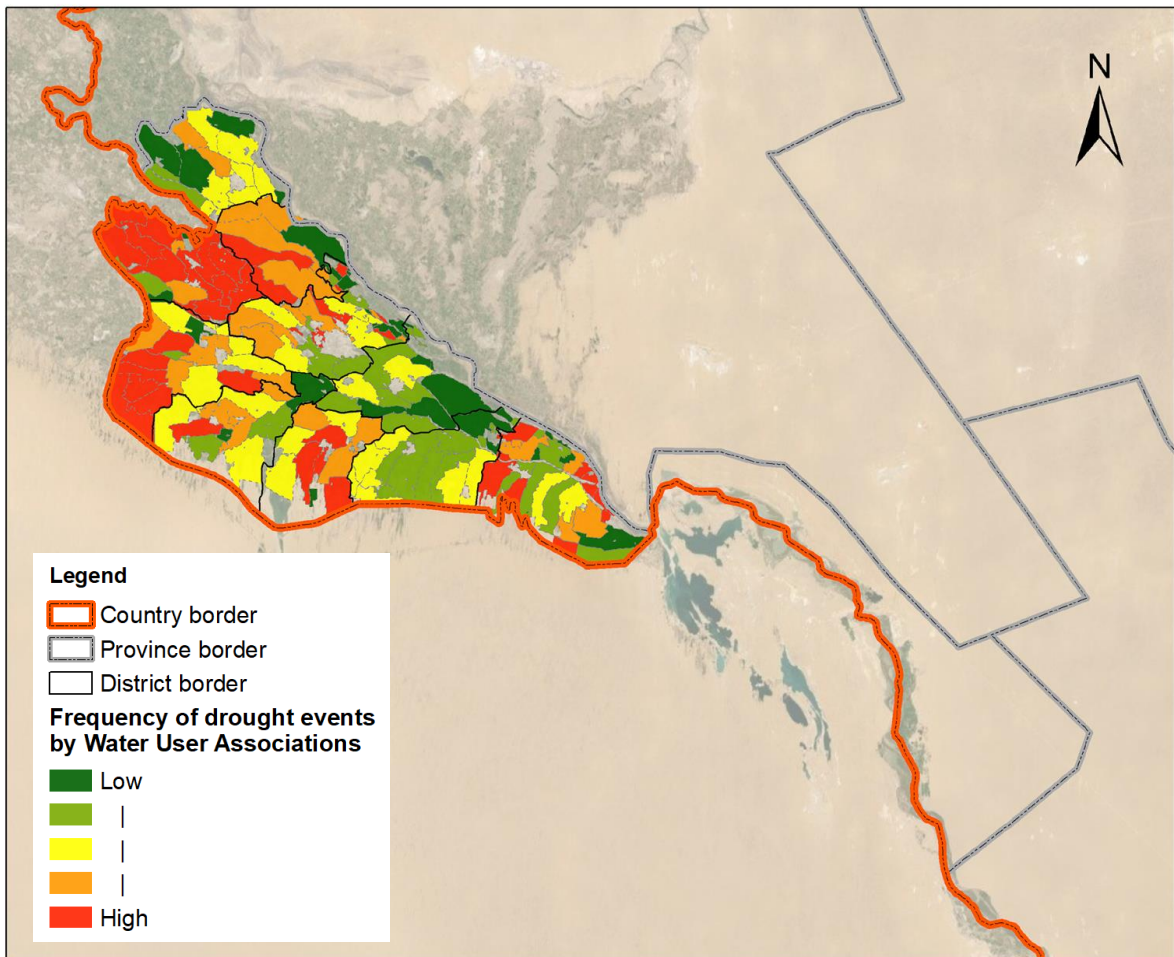 N
Legend
Country border
Province border
District border
Frequency of drought events
by Water User Associations
Low
|
|
|
High